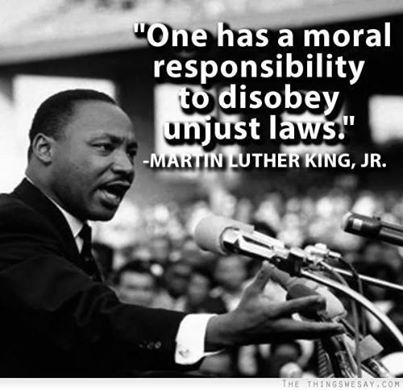 "One has a moral
responsibility
to disobey
unjust laws."
-MARTIN LUTHER KING, JR.
THE THINGSWESAY.COM